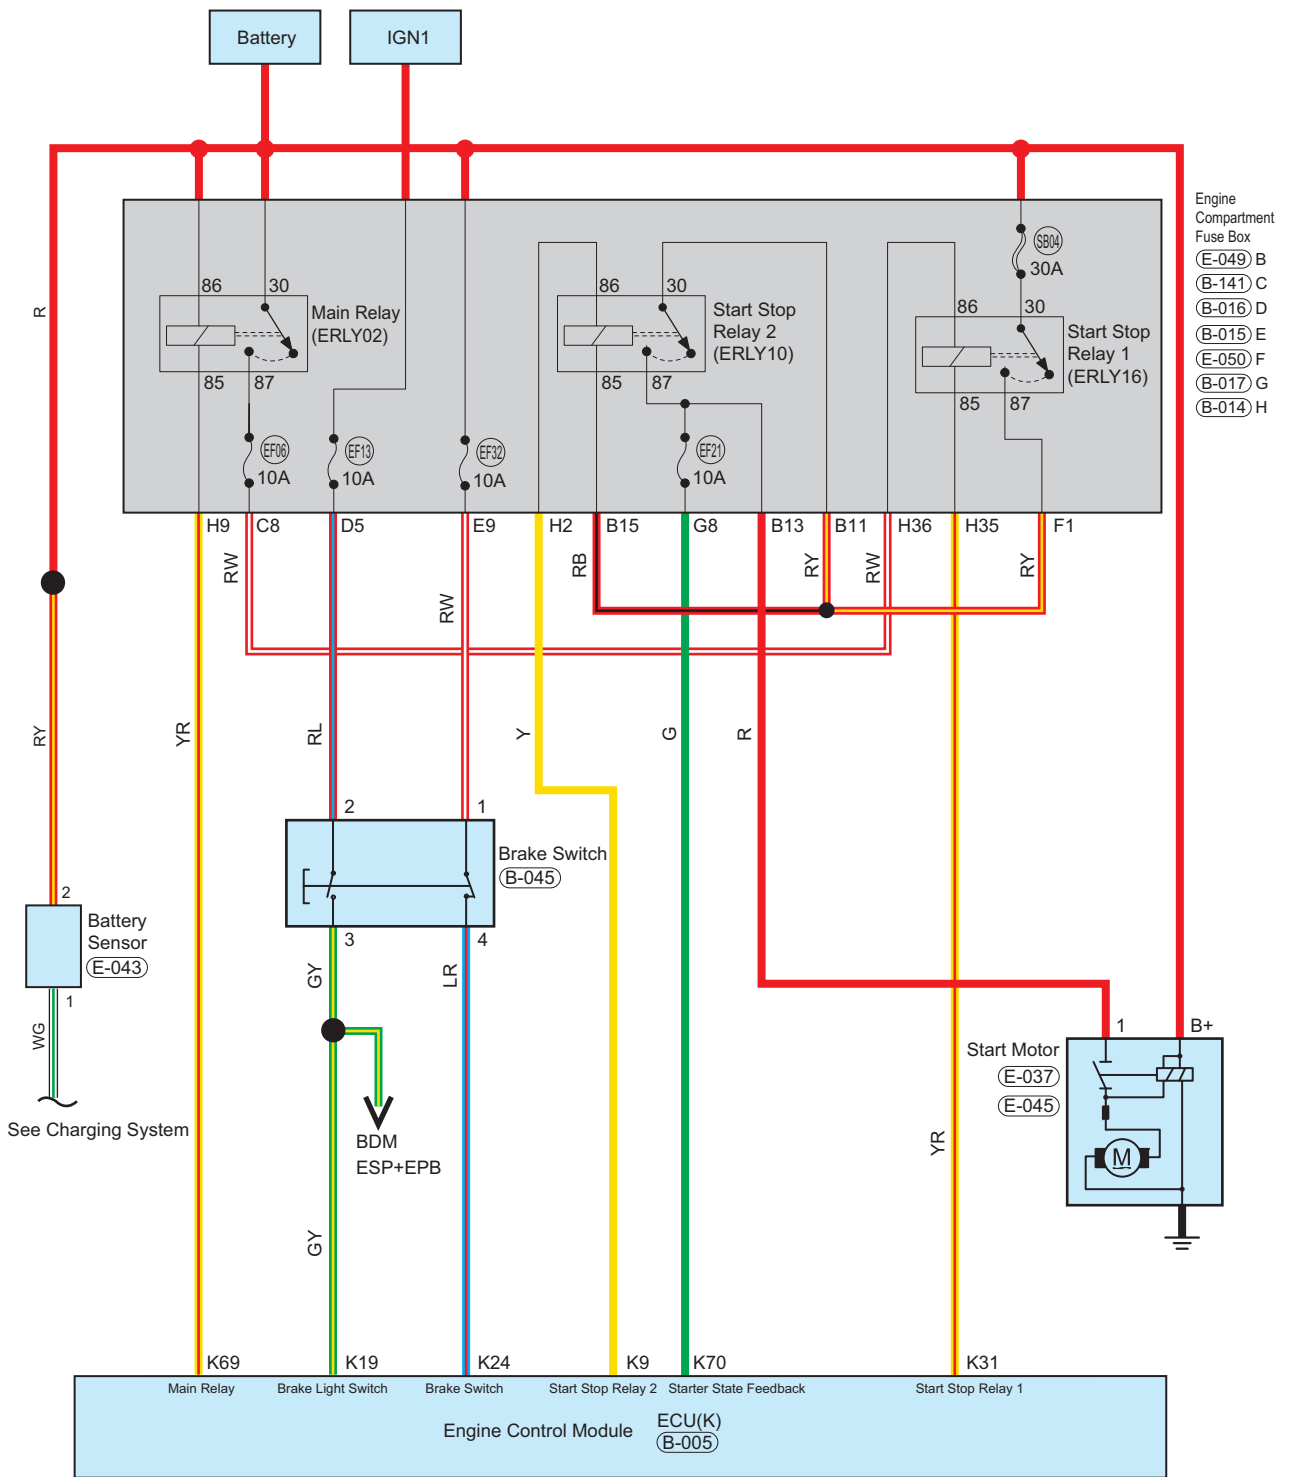 Battery
IGN1
Engine
Compartment
Fuse Box
E-049 B
B-141 C
B-016 D
B-015 E
E-050 F
B-017 G
B-014 H
R
86
30
Main Relay
(ERLY02)
85
87
86
30
Start Stop
Relay 2
(ERLY10)
85
87
SB04
30A
86
30
Start Stop
Relay 1
(ERLY16)
85
87
EF06
10A
EF13
10A
EF32
10A
EF21
10A
H9
C8
D5
E9
H2
B15
G8
B13
B11
H36
H35
F1
RW
RW
RB
RY
RW
RY
RY
YR
RL
Y
G
R
2
1
Brake Switch
B-045
3
4
GY
LR
2
Battery
Sensor
E-043
1
WG
See Charging System
BDM
ESP+EPB
GY
YR
1
B+
Start Motor
E-037
E-045
M
K69
K19
K24
K9
K70
K31
Main Relay
Brake Light Switch
Brake Switch
Start Stop Relay 2
Starter State Feedback
Start Stop Relay 1
Engine Control Module
ECU(K)
B-005